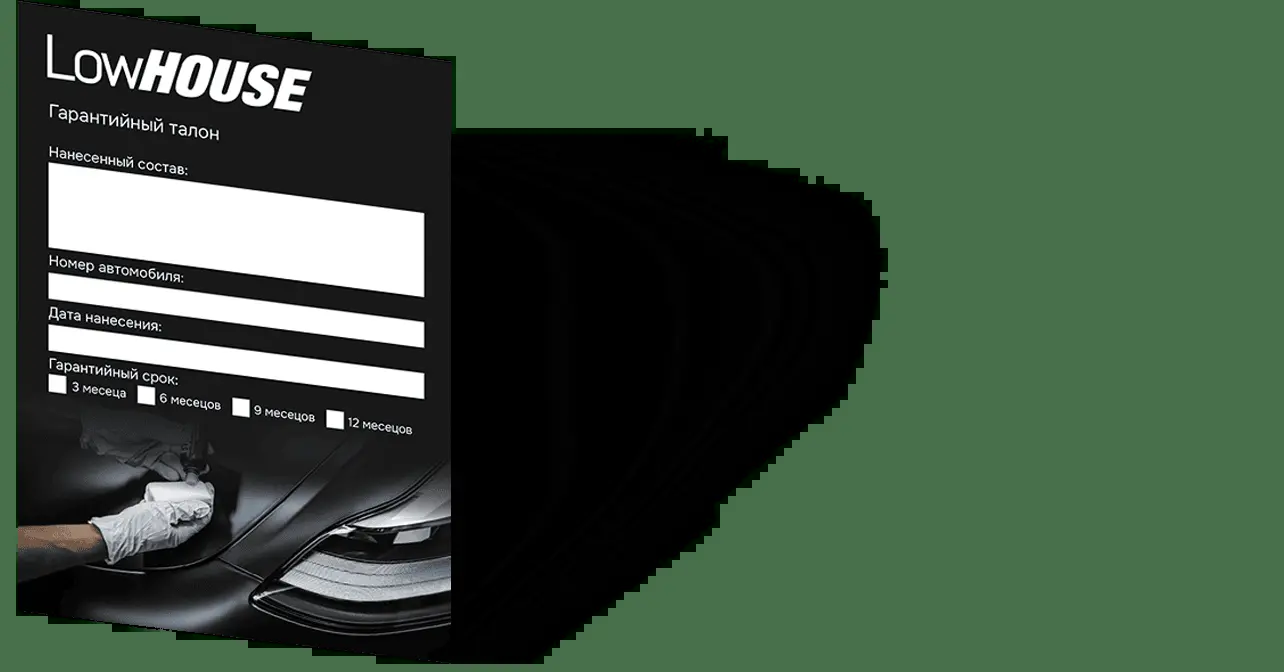 LowHOUSE
Гарантийный талон
Нанесенный состав:
Номер автомобиля:
Дата нанесения:
Гарантийный срок:
3 месеца 6 месецов 9 месецов 12 месецов